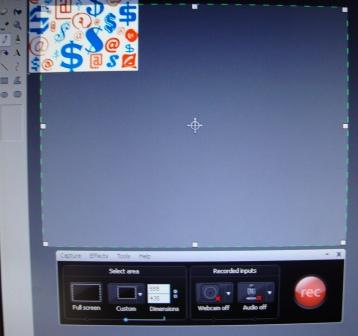 Capture Effects Tools Help
Select area
Recorded inputs
Full screen
Custom
Dimensions
Webcam off
Audio off
rec